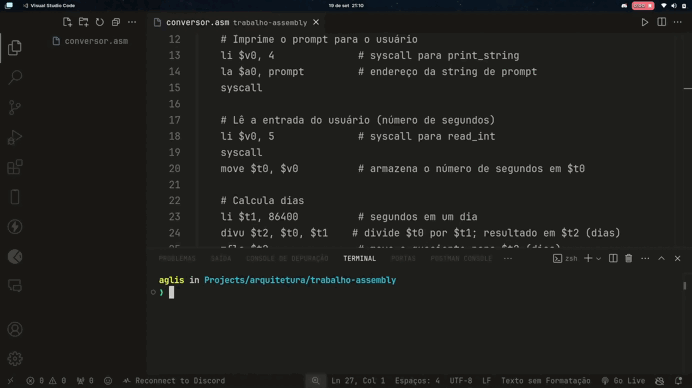 Visual Studio Code
19 de set 21:10
conversor.asm trabalho-assembly
conversor.asm
12 # Imprime o prompt para o usuário
13 li $v0, 4 # syscall para print_string
14 la $a0, prompt # endereço da string de prompt
15 syscall
16
17 # Lê a entrada do usuário (número de segundos)
18 li $v0, 5 # syscall para read_int
19 syscall
20 move $t0, $v0 # armazena o número de segundos em $t0
21
22 # Calcula dias
23 li $t1, 86400 # segundos em um dia
24 divu $t2, $t0, $t1 # divide $t0 por $t1; resultado em $t2 (dias)
PROBLEMAS SAÍDA CONSOLE DE DEPURAÇÃO TERMINAL PORTAS POSTMAN CONSOLE zsh
aglis in Projects/arquitetura/trabalho-assembly
0 0 0 Reconnect to Discord Ln 27, Col 1 Espaços: 4 UTF-8 LF Texto sem Formatação Go Live